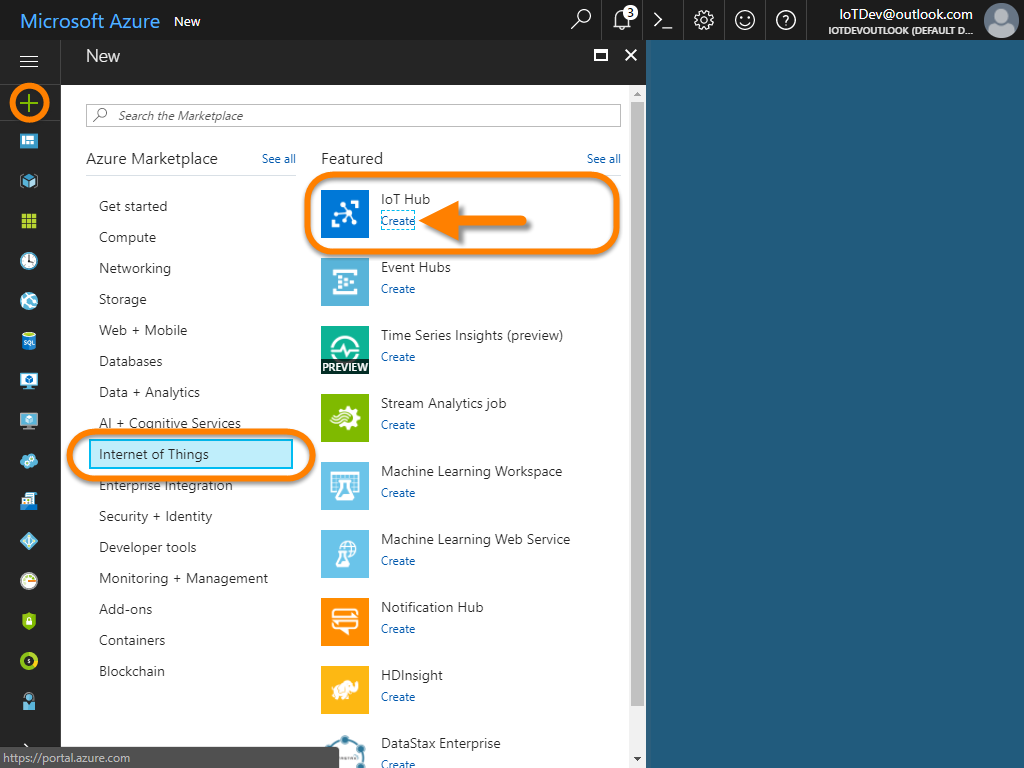 Microsoft Azure New
3
IoTDev@outlook.com
IOTDEVOUTLOOK (DEFAULT D...
New
Search the Marketplace
Azure Marketplace See all
Get started
Compute
Networking
Storage
Web + Mobile
Databases
Data + Analytics
AI + Cognitive Services
Internet of Things
Enterprise Integration
Security + Identity
Developer tools
Monitoring + Management
Add-ons
Containers
Blockchain
Featured See all
IoT Hub
Create
Event Hubs
Create
Time Series Insights (preview)
PREVIEW
Create
Stream Analytics job
Create
Machine Learning Workspace
Create
Machine Learning Web Service
Create
Notification Hub
Create
HDInsight
Create
DataStax Enterprise
Create
SQL
https://portal.azure.com